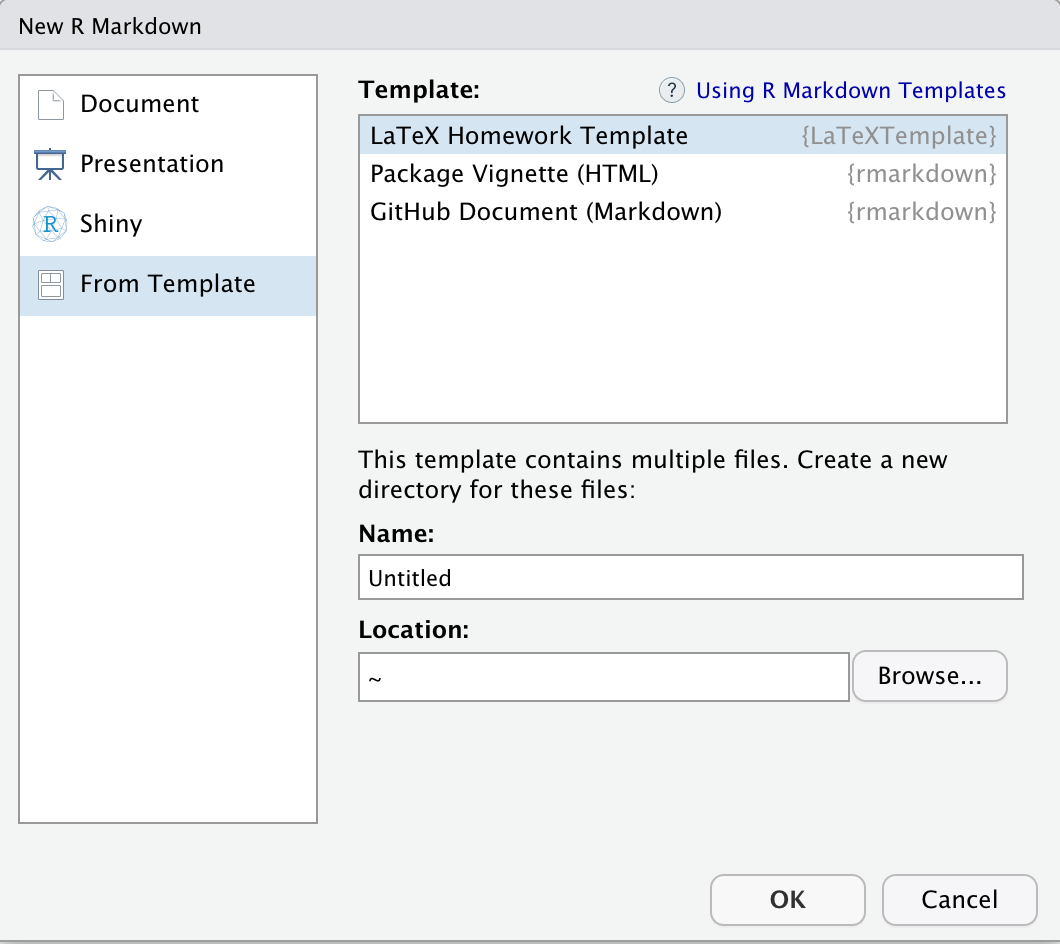 New R Markdown
Document
Presentation
R Shiny
From Template
Template:
? Using R Markdown Templates
LaTeX Homework Template {LaTeXTemplate}
Package Vignette (HTML) {rmarkdown}
GitHub Document (Markdown) {rmarkdown}
This template contains multiple files. Create a new
directory for these files:
Name:
Untitled
Location:
~ Browse...
OK Cancel